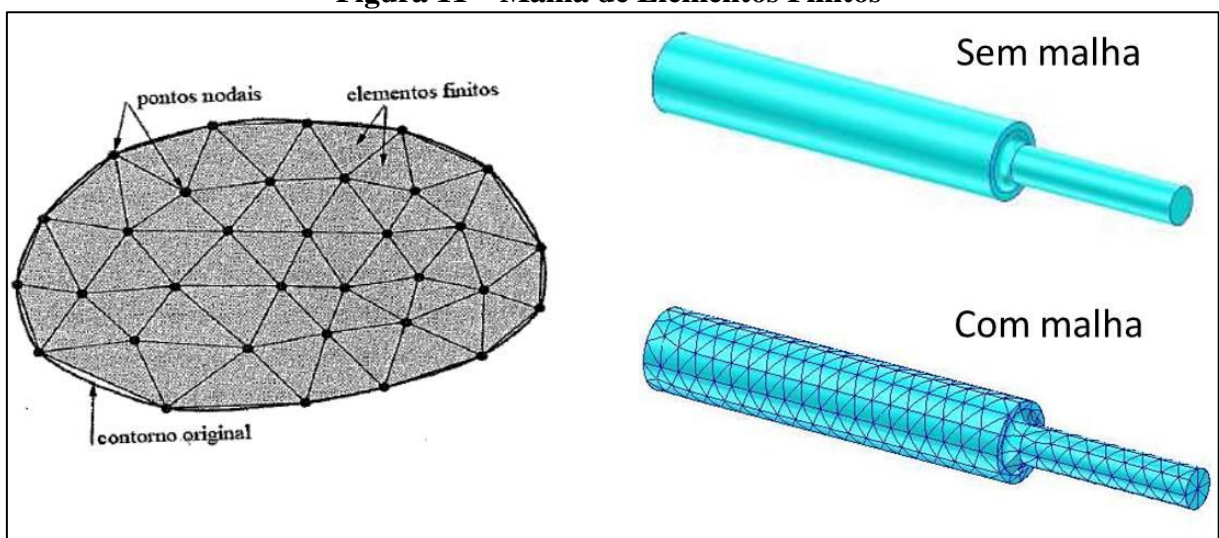 Figura 11 – Malha de Elementos Finitos
pontos nodais
elementos finitos
contorno original
Sem malha
Com malha